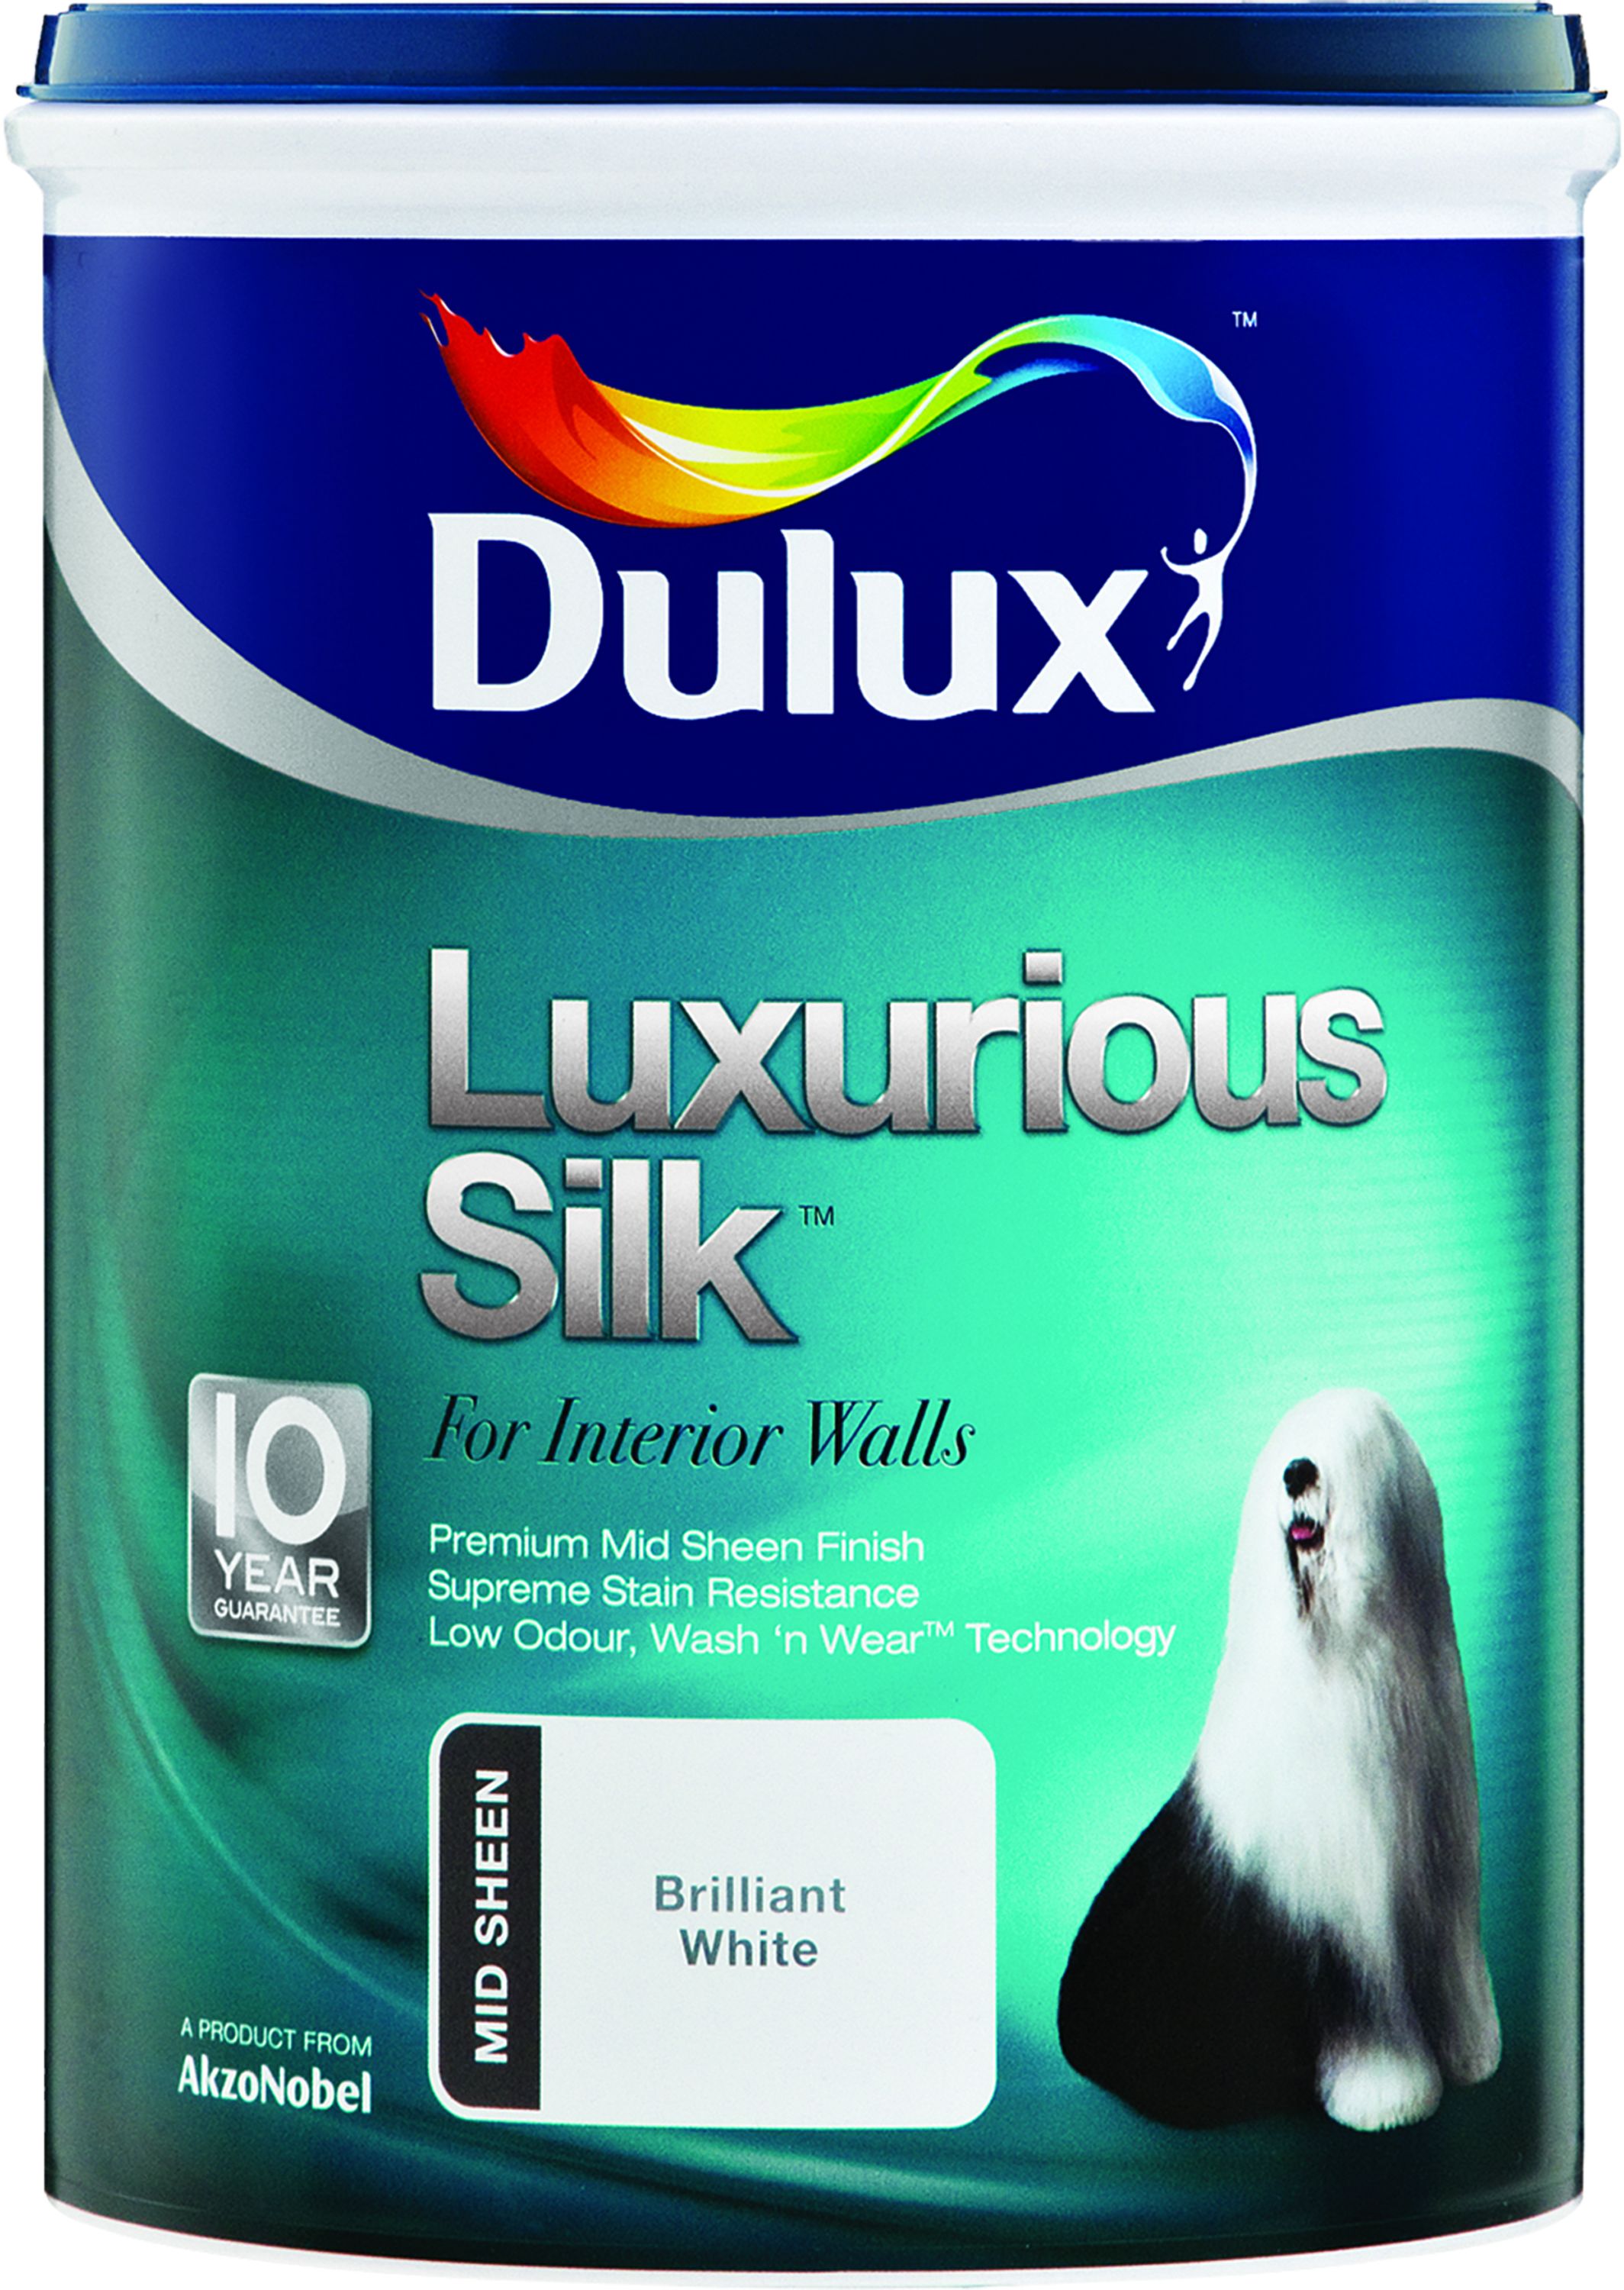 TM
Dulux
Luxurious
Silk™
For Interior Walls
10
YEAR
GUARANTEE
Premium Mid Sheen Finish
Supreme Stain Resistance
Low Odour, Wash ‘n Wear™ Technology
MID SHEEN
Brilliant
White
A PRODUCT FROM
AkzoNobel